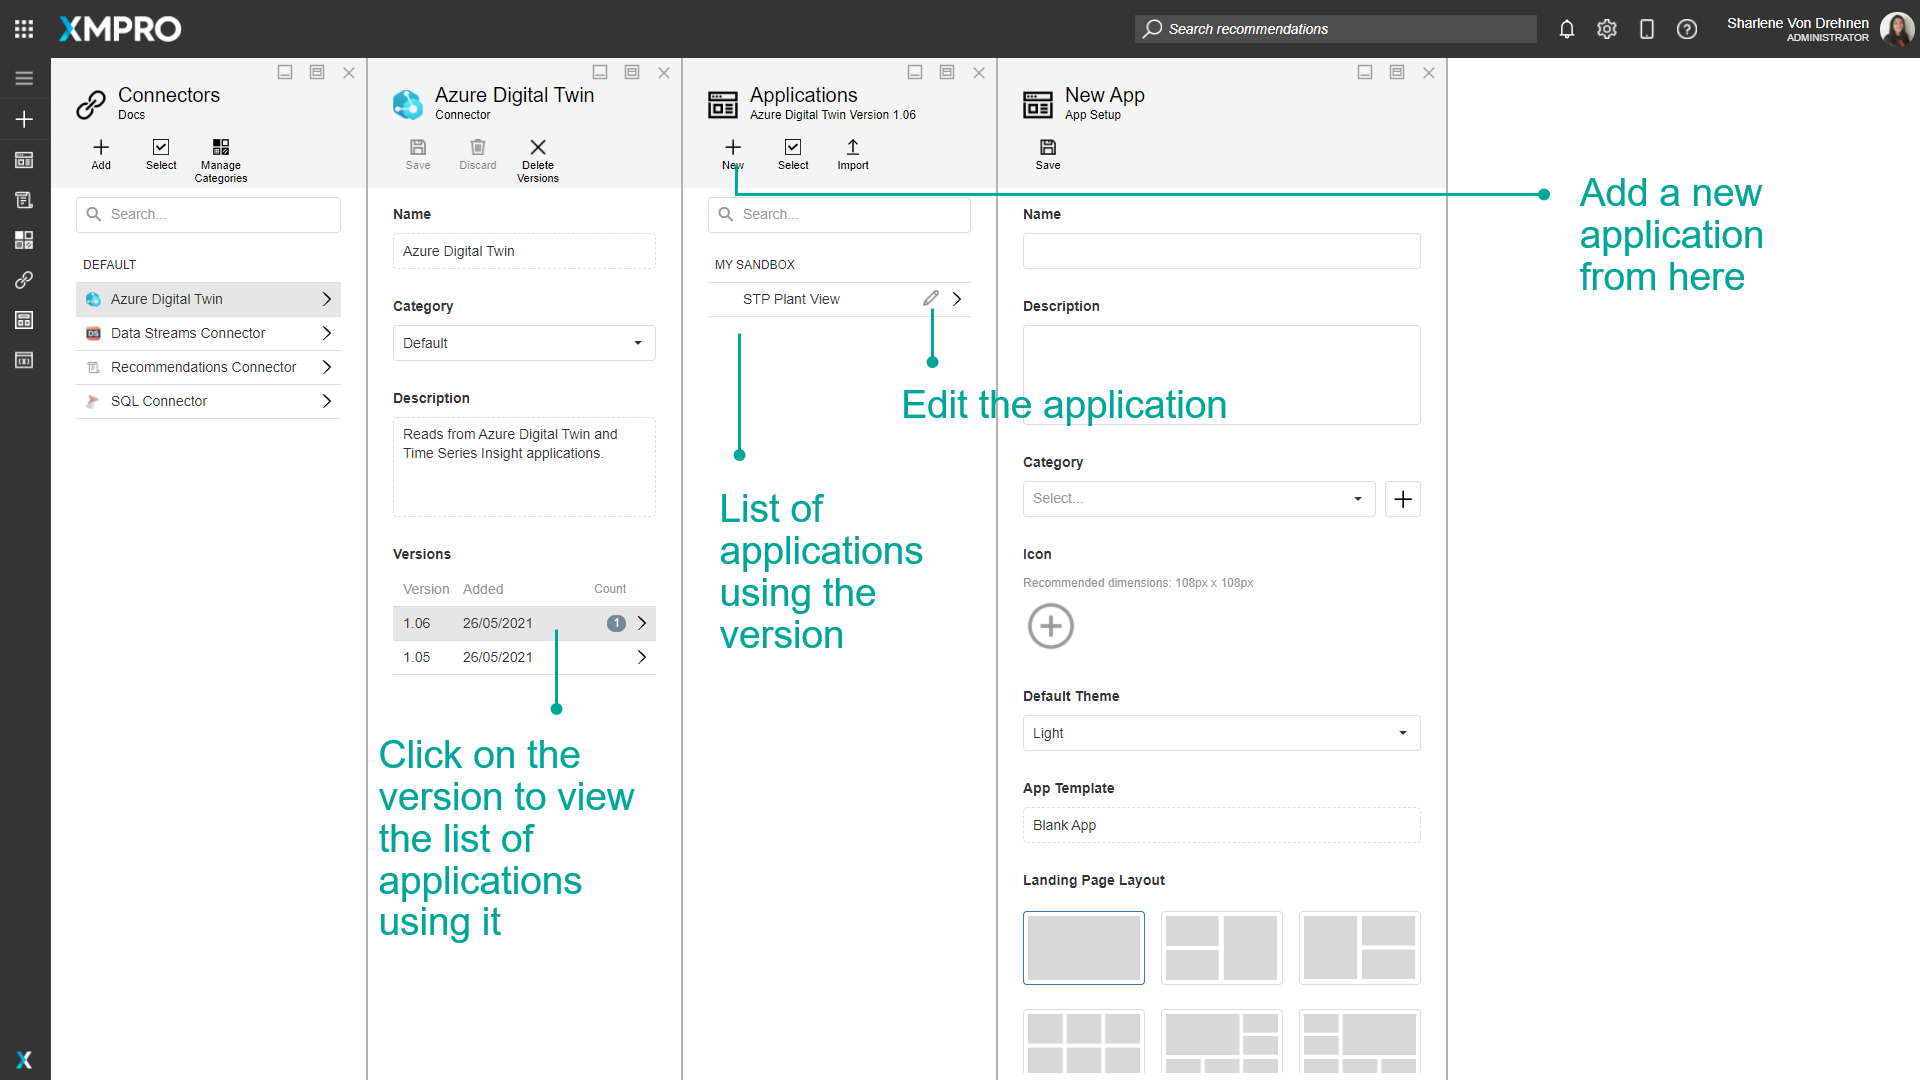 XMPRO
Search recommendations
Sharlene Von Drehnen
ADMINISTRATOR
Connectors
Docs
Add
Select
Manage
Categories
Search...
DEFAULT
Azure Digital Twin
Data Streams Connector
Recommendations Connector
SQL Connector
Azure Digital Twin
Connector
Save
Discard
Delete
Versions
Name
Azure Digital Twin
Category
Default
Description
Reads from Azure Digital Twin and
Time Series Insight applications.
Versions
Version Added Count
1.06 26/05/2021 1
1.05 26/05/2021
Click on the
version to view
the list of
applications
using it
Applications
Azure Digital Twin Version 1.06
New
Select
Import
Search...
MY SANDBOX
STP Plant View
Edit the application
List of
applications
using the
version
New App
App Setup
Save
Name
Description
Category
Select...
Icon
Recommended dimensions: 108px x 108px
Default Theme
Light
App Template
Blank App
Landing Page Layout
Add a new
application
from here
DS
X